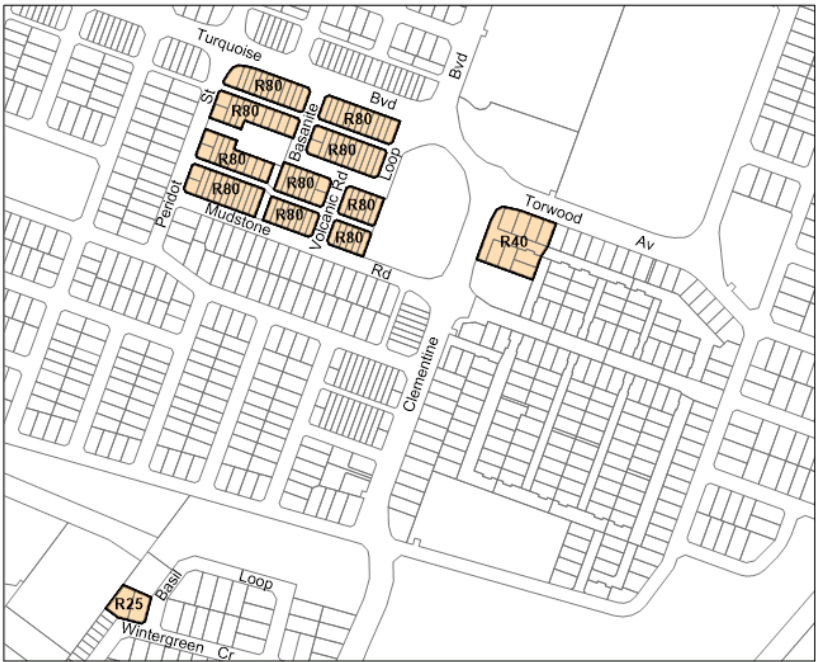 Turquoise
Bvd
R80
St
R80
Basanite
Bvd
R80
R80
Loop
R80
R80
Volcanic Rd
R80
R80
R80
R80
Peridot
Mudstone
Rd
Torwood
Av
R40
Clementine
Basil
Loop
R25
Wintergreen Cr